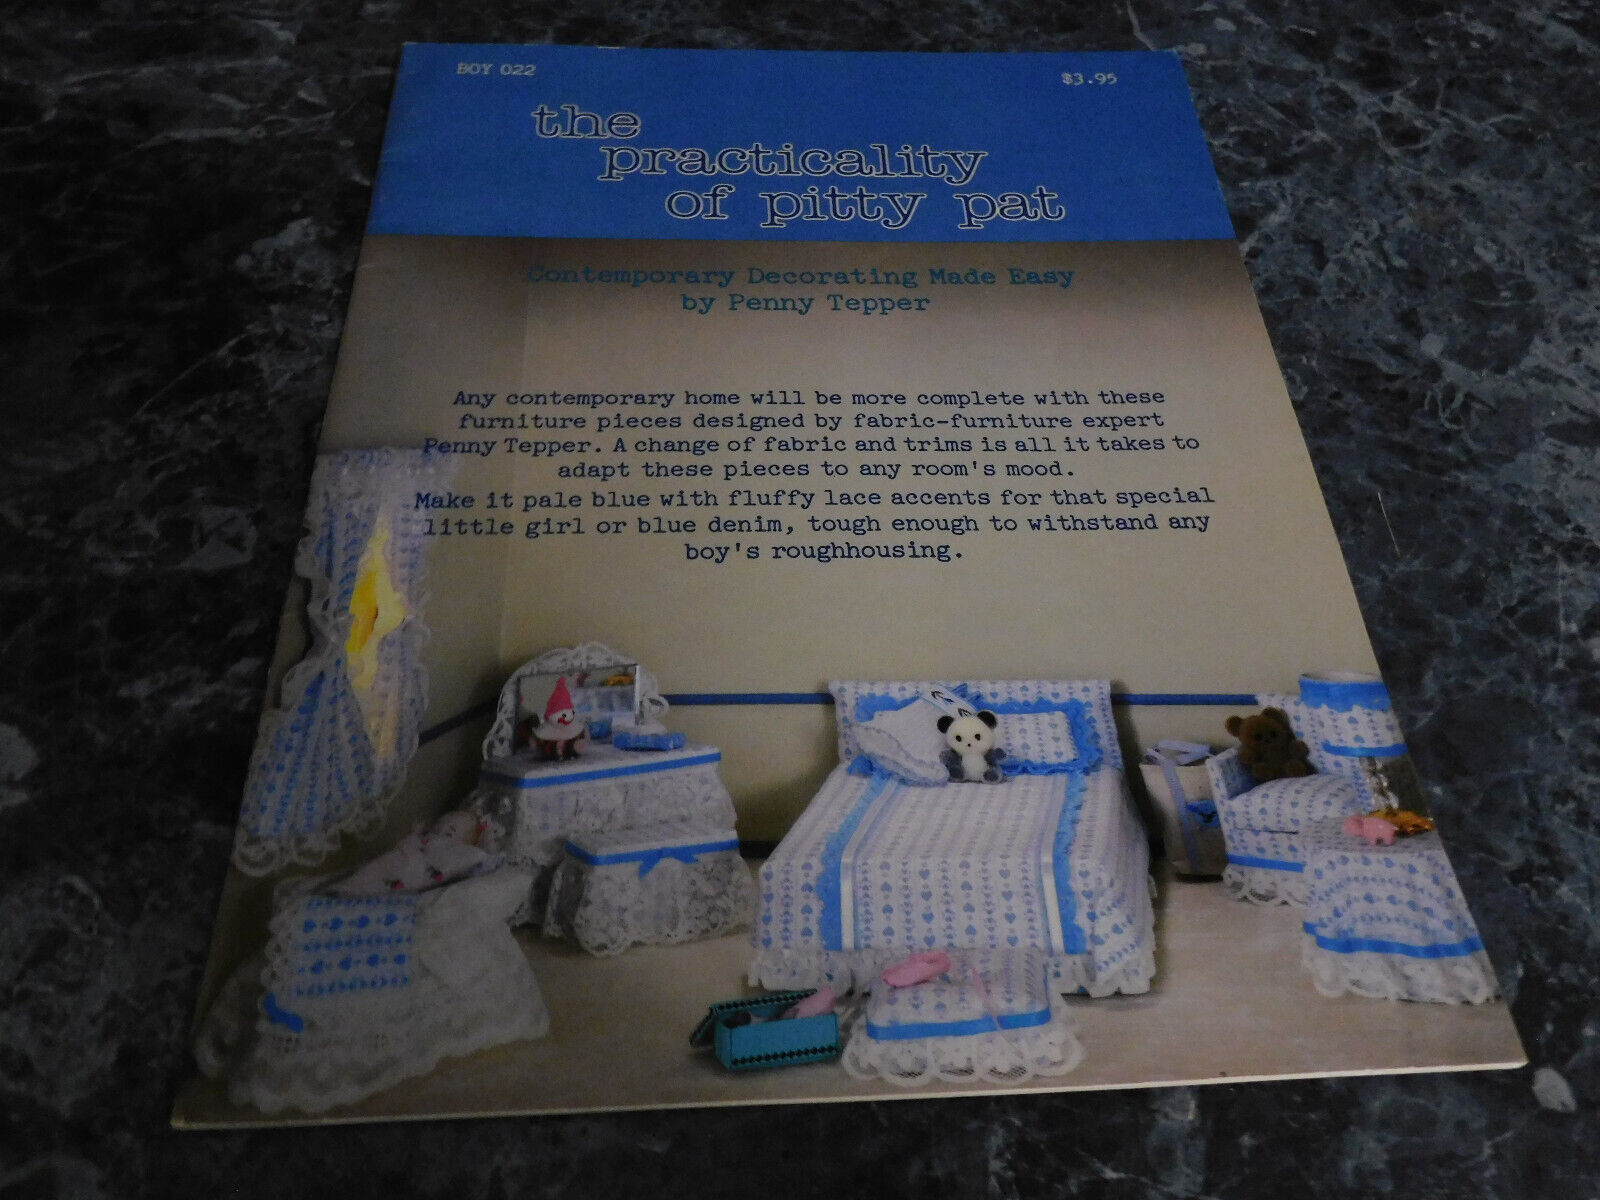 BOY 022
$3.95
the
practicality
of pitty pat
Contemporary Decorating Made Easy
by Penny Tepper
Any contemporary home will be more complete with these
furniture pieces designed by fabric-furniture expert
Penny Tepper. A change of fabric and trims is all it takes to
adapt these pieces to any room's mood.
Make it pale blue with fluffy lace accents for that special
little girl or blue denim, tough enough to withstand any
boy's roughhousing.